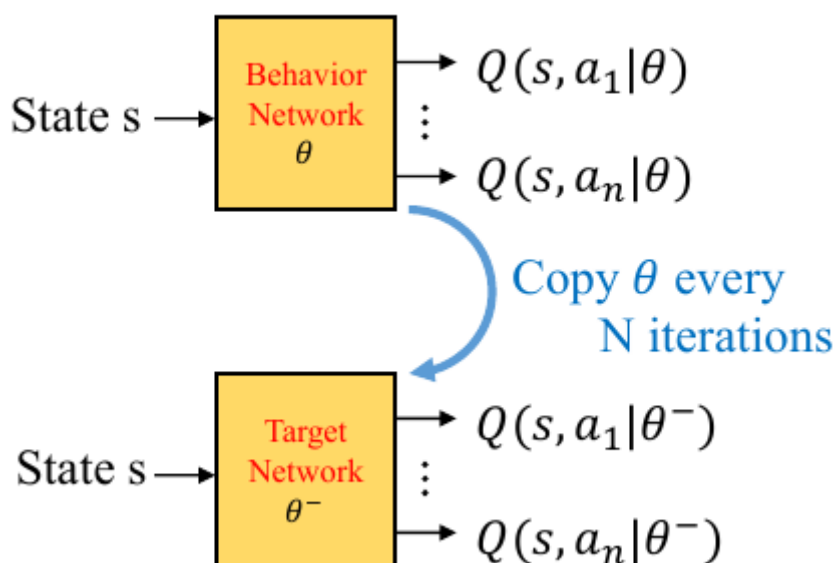 State s
Behavior
Network
θ
Q(s, a₁|θ)
⋮
Q(s, aₙ|θ)
Copy θ every
N iterations
State s
Target
Network
θ⁻
Q(s, a₁|θ⁻)
⋮
Q(s, aₙ|θ⁻)